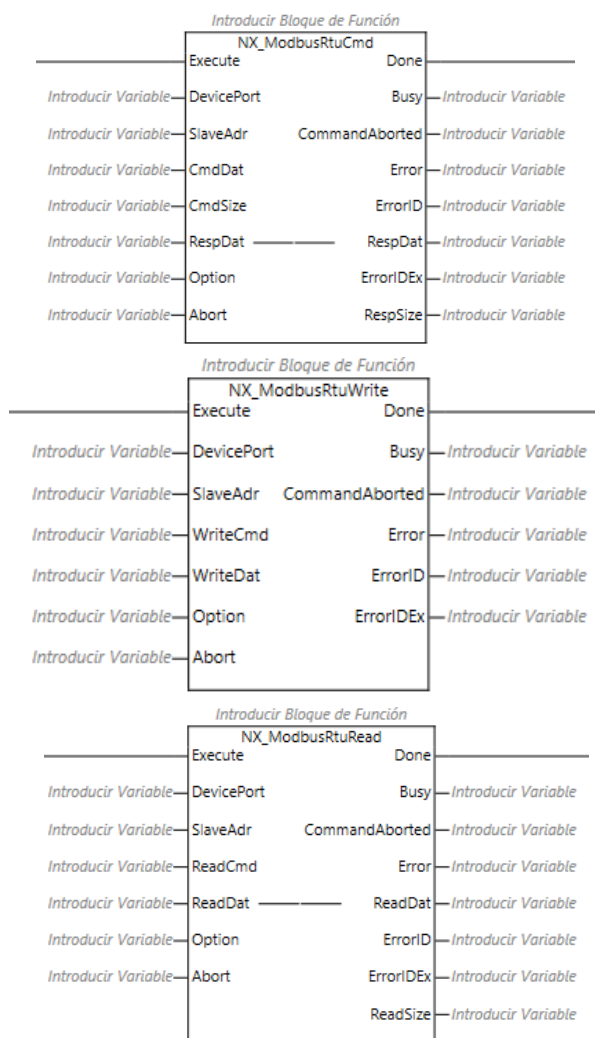 Introducir Bloque de Función
NX_ModbusRtuCmd
Execute Done
Introducir Variable DevicePort Busy Introducir Variable
Introducir Variable SlaveAdr CommandAborted Introducir Variable
Introducir Variable CmdDat Error Introducir Variable
Introducir Variable CmdSize ErrorID Introducir Variable
Introducir Variable RespDat RespDat Introducir Variable
Introducir Variable Option ErrorIDEx Introducir Variable
Introducir Variable Abort RespSize Introducir Variable
Introducir Bloque de Función
NX_ModbusRtuWrite
Execute Done
Introducir Variable DevicePort Busy Introducir Variable
Introducir Variable SlaveAdr CommandAborted Introducir Variable
Introducir Variable WriteCmd Error Introducir Variable
Introducir Variable WriteDat ErrorID Introducir Variable
Introducir Variable Option ErrorIDEx Introducir Variable
Introducir Variable Abort
Introducir Bloque de Función
NX_ModbusRtuRead
Execute Done
Introducir Variable DevicePort Busy Introducir Variable
Introducir Variable SlaveAdr CommandAborted Introducir Variable
Introducir Variable ReadCmd Error Introducir Variable
Introducir Variable ReadDat ReadDat Introducir Variable
Introducir Variable Option ErrorID Introducir Variable
Introducir Variable Abort ErrorIDEx Introducir Variable
ReadSize Introducir Variable